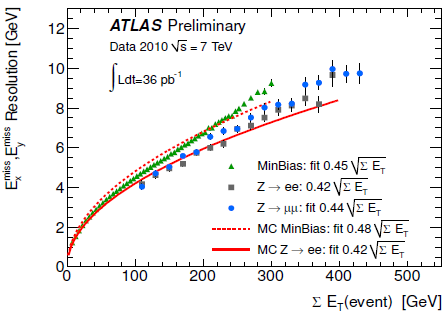 E_x^miss, E_y^miss Resolution [GeV]
12
10
8
6
4
2
0
ATLAS Preliminary
Data 2010 √s = 7 TeV
∫Ldt=36 pb⁻¹
MinBias: fit 0.45√Σ E_T
Z → ee: fit 0.42√Σ E_T
Z → μμ: fit 0.44√Σ E_T
MC MinBias: fit 0.48√Σ E_T
MC Z → ee: fit 0.42√Σ E_T
0 100 200 300 400 500
Σ E_T(event) [GeV]